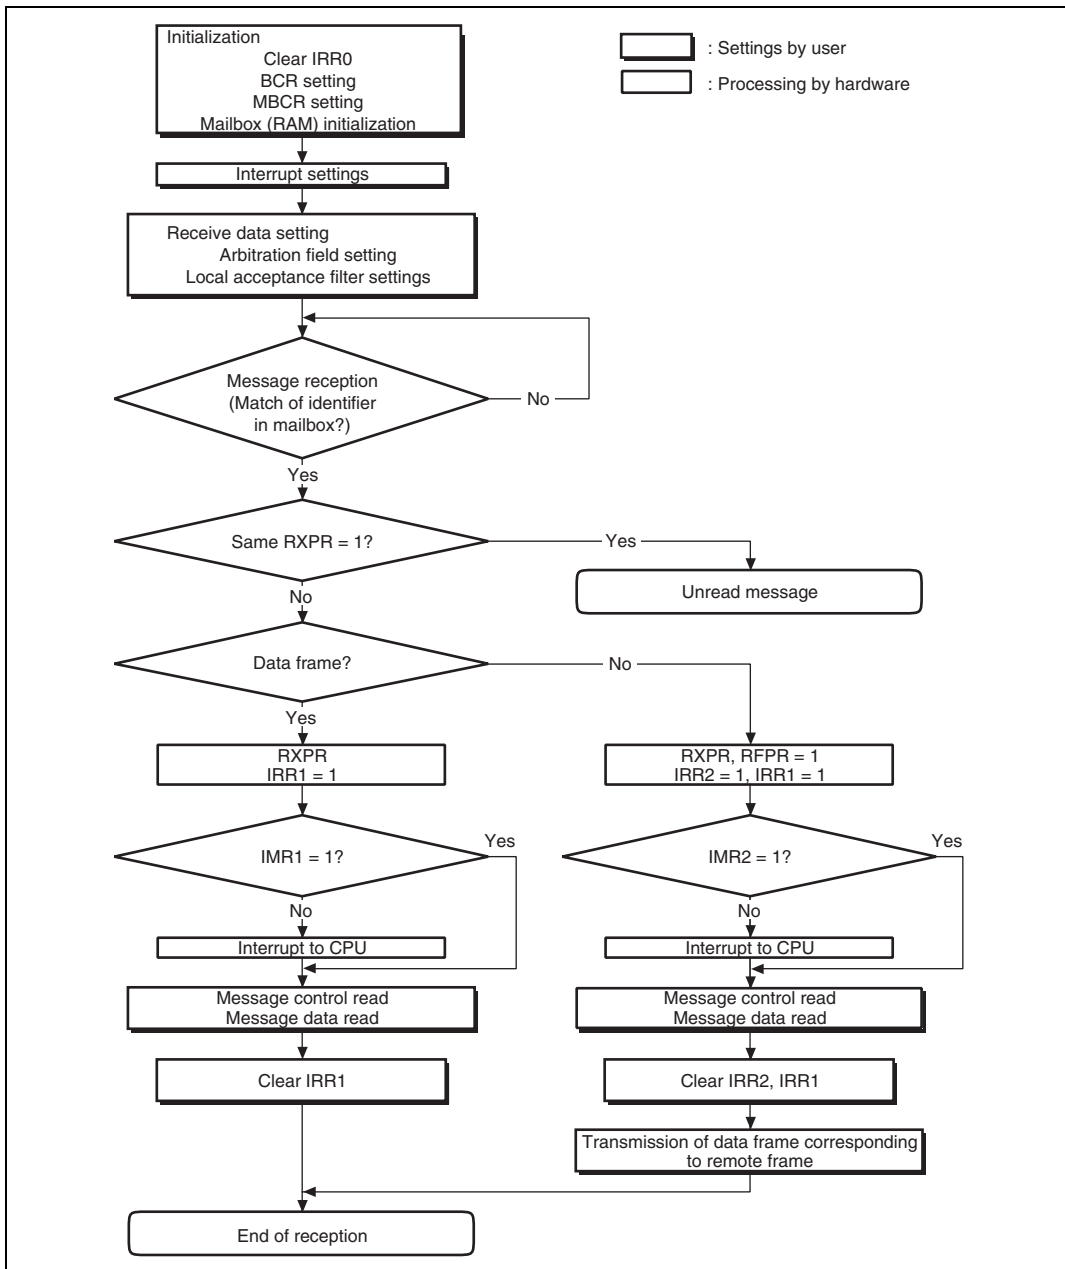 Initialization
Clear IRR0
BCR setting
MBCR setting
Mailbox (RAM) initialization
: Settings by user
: Processing by hardware
Interrupt settings
Receive data setting
Arbitration field setting
Local acceptance filter settings
Message reception
(Match of identifier
in mailbox?)
No
Yes
Same RXPR = 1?
Yes
Unread message
No
Data frame?
No
Yes
RXPR
IRR1 = 1
RXPR, RFPR = 1
IRR2 = 1, IRR1 = 1
IMR1 = 1?
Yes
IMR2 = 1?
Yes
No
No
Interrupt to CPU
Interrupt to CPU
Message control read
Message data read
Message control read
Message data read
Clear IRR1
Clear IRR2, IRR1
Transmission of data frame corresponding
to remote frame
End of reception